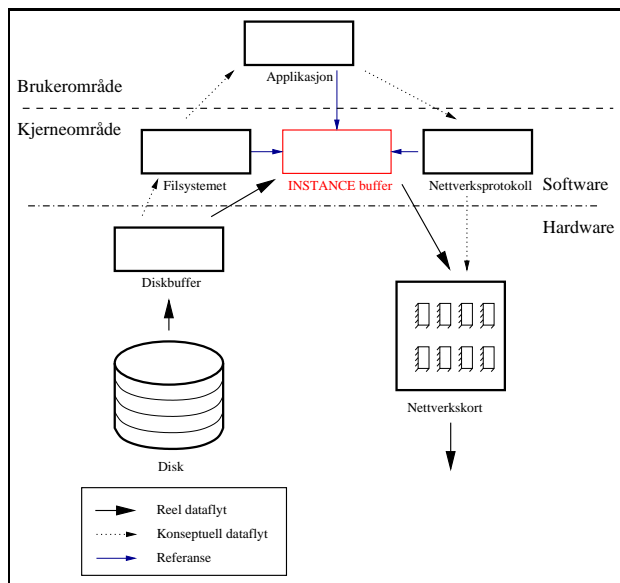 Applikasjon
Brukerområde
Kjerneområde
Filsystemet
INSTANCE buffer
Nettverksprotokoll
Software
Hardware
Diskbuffer
Nettverkskort
Disk
Reel dataflyt
Konseptuell dataflyt
Referanse